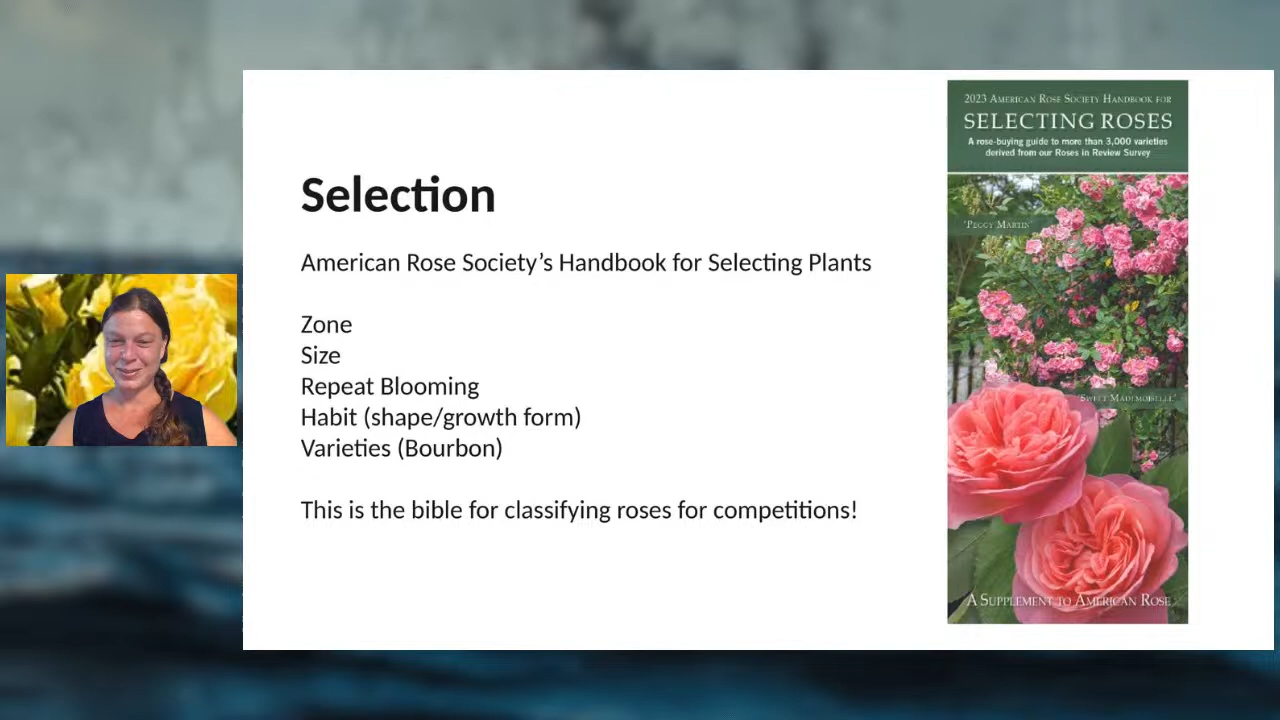 Selection
American Rose Society’s Handbook for Selecting Plants
Zone
Size
Repeat Blooming
Habit (shape/growth form)
Varieties (Bourbon)
This is the bible for classifying roses for competitions!
2023 American Rose Society Handbook for
SELECTING ROSES
A rose-buying guide to more than 3,000 varieties
derived from our Roses in Review Survey
'Peggy Martin'
'Sweet Mademoiselle'
A Supplement to American Rose